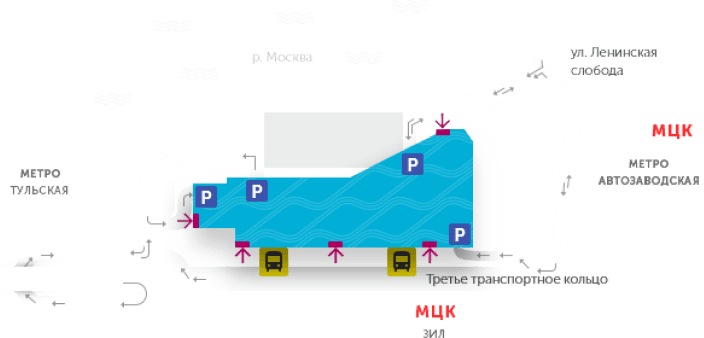 р. Москва
ул. Ленинская
слобода
МЦК
МЕТРО
ТУЛЬСКАЯ
МЕТРО
АВТОЗАВОДСКАЯ
P
P
P
P
Третье транспортное кольцо
МЦК
ЗИЛ